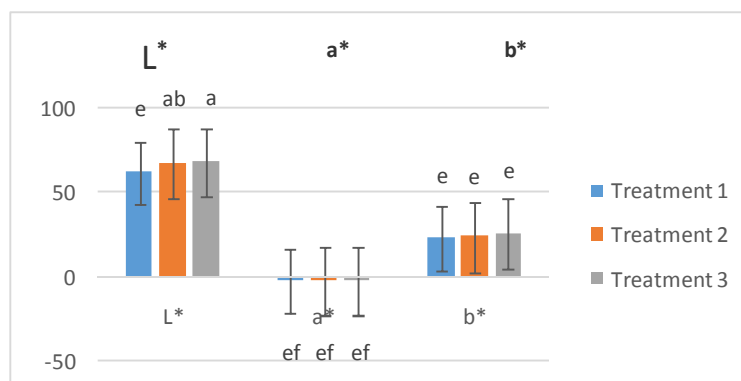 L* a* b*
e ab a
100
e e e
50
0
-50
L* a* b*
ef ef ef
Treatment 1
Treatment 2
Treatment 3